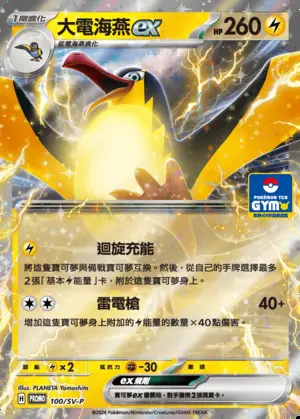 1階進化
大電海燕ex
HP 260
從電海燕進化
POKÉMON TCG
GYM
迴旋充能
將這隻寶可夢與備戰寶可夢互換。然後,從自己的手牌選擇最多
2張「基本能量」卡,附於這隻寶可夢身上。
雷電槍 40+
增加這隻寶可夢身上附加的能量的數量×40點傷害。
弱點 ×2 抵抗力 -30 撤退
ex規則
寶可夢ex昏厥時,對手獲得2張獎賞卡。
Illus. PLANETA Yamashita
H PROMO 100/SV-P
©2024 Pokémon/Nintendo/Creatures/GAME FREAK